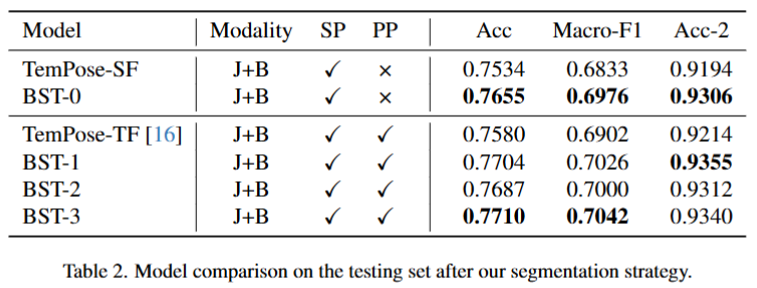 Model Modality SP PP Acc Macro-F1 Acc-2
TemPose-SF J+B ✓ × 0.7534 0.6833 0.9194
BST-0 J+B ✓ × 0.7655 0.6976 0.9306
TemPose-TF [16] J+B ✓ ✓ 0.7580 0.6902 0.9214
BST-1 J+B ✓ ✓ 0.7704 0.7026 0.9355
BST-2 J+B ✓ ✓ 0.7687 0.7000 0.9312
BST-3 J+B ✓ ✓ 0.7710 0.7042 0.9340
Table 2. Model comparison on the testing set after our segmentation strategy.